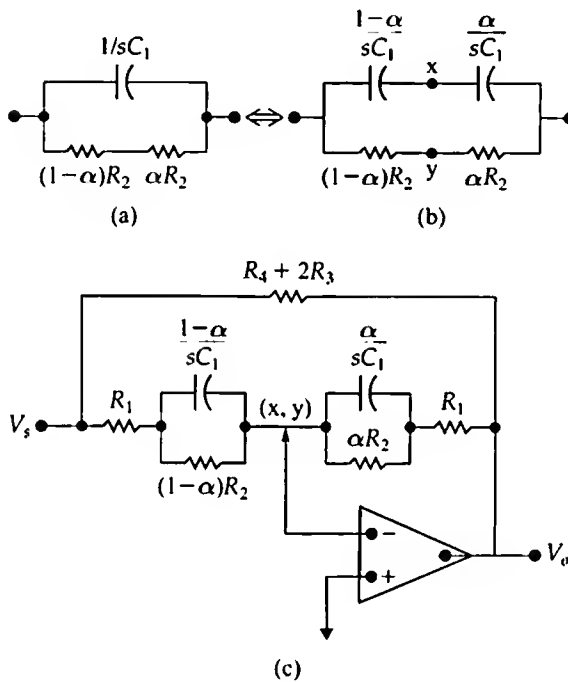 1/sC₁
(1−α)R₂ αR₂
(a)
1−α
sC₁
α
sC₁
x
y
(1−α)R₂ αR₂
(b)
R₄ + 2R₃
1−α
sC₁
α
sC₁
Vₛ
R₁
(x, y)
R₁
(1−α)R₂
αR₂
−
+
Vₒ
(c)